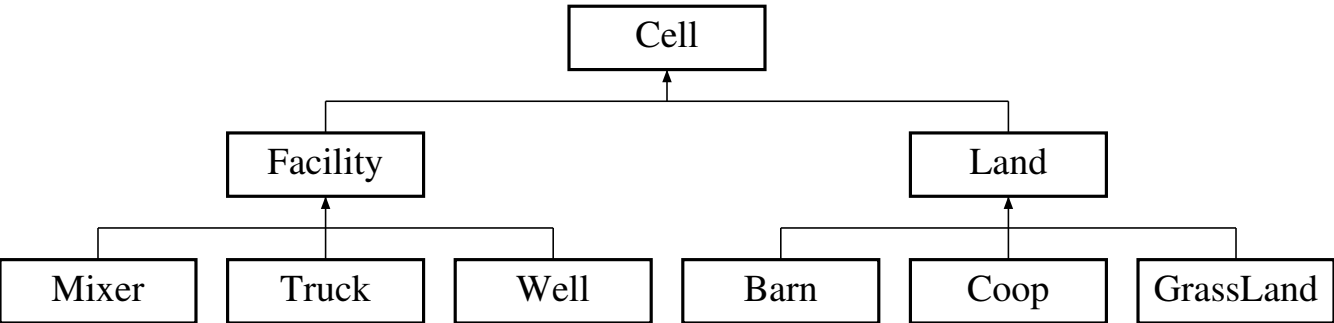 Cell
Facility
Land
Mixer
Truck
Well
Barn
Coop
GrassLand